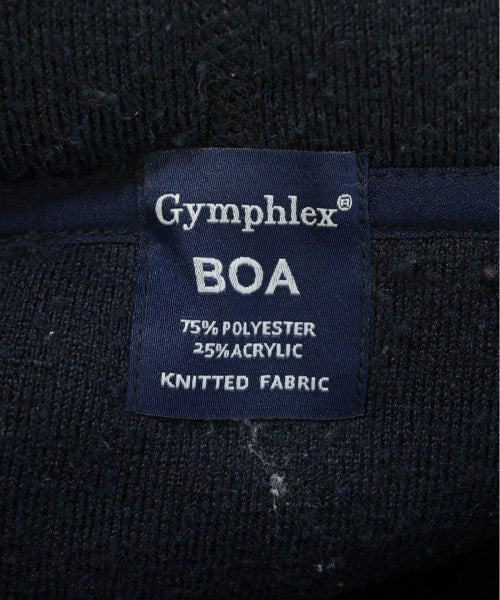 Gymphlex®
BOA
75% POLYESTER
25% ACRYLIC
KNITTED FABRIC